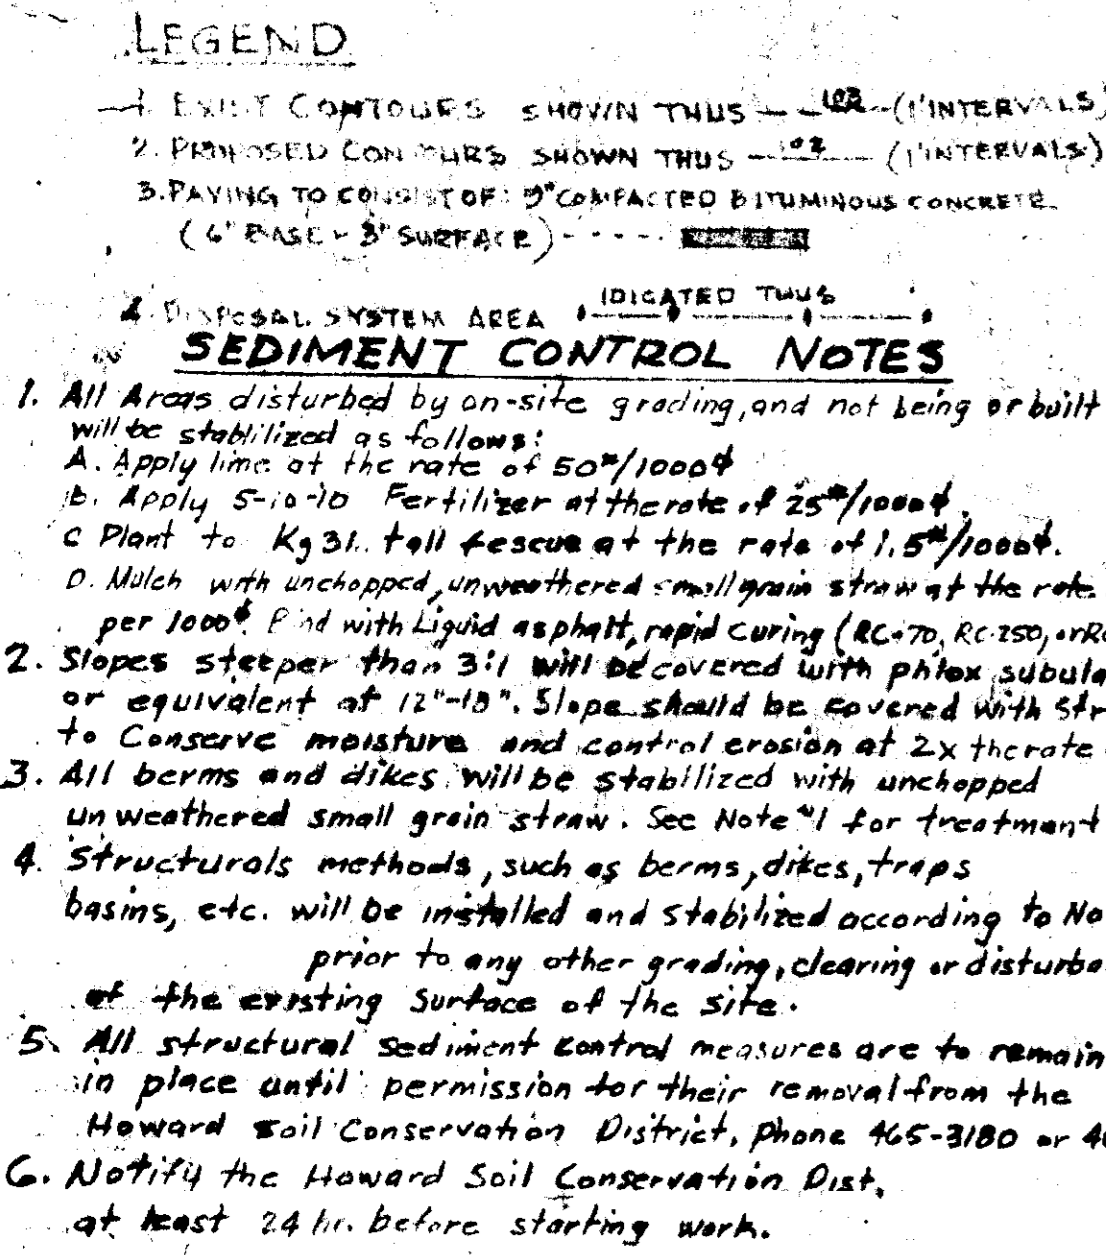 LEGEND
1. EXIST CONTOURS SHOWN THUS — 102 — (1'INTERVALS)
2. PROPOSED CONTOURS SHOWN THUS — 102 — (1'INTERVALS)
3. PAVING TO CONSIST OF: 9" COMPACTED BITUMINOUS CONCRETE
(6" BASE - 3" SURFACE) - - - - -
4. DISPOSAL SYSTEM AREA IDICATED THUS
SEDIMENT CONTROL NOTES
1. All Areas disturbed by on-site grading, and not being or built
will be stablilized as follows:
A. Apply lime at the rate of 50#/1000⌀
B. Apply 5-10-10 Fertilizer at the rate of 25#/1000⌀.
C Plant to Ky 31. tall fescue at the rate of 1.5#/1000⌀.
D. Mulch with unchopped, unweathered small grain straw at the rate
per 1000⌀. Bind with Liquid asphalt, rapid curing (RC-70, RC-250, or RC
2. Slopes steeper than 3:1 will be covered with phlox subula
or equivalent at 12"-18". Slope should be covered with Str
to Conserve moisture and control erosion at 2x the rate
3. All berms and dikes will be stabilized with unchopped
unweathered small grain straw. See Note #1 for treatment
4. Structurals methods, such as berms, dikes, traps
basins, etc. will be installed and stabilized according to No
prior to any other grading, clearing or disturba
of the existing Surface of the site.
5. All structural sediment control measures are to remain
in place until permission for their removal from the
Howard soil Conservation District, phone 465-3180 or 46
6. Notify the Howard Soil Conservation Dist.
at least 24 hr. before starting work.